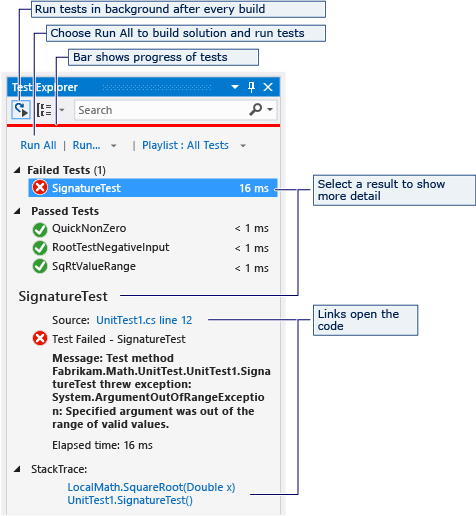 Run tests in background after every build
Choose Run All to build solution and run tests
Bar shows progress of tests
Test Explorer
Search
Run All | Run... | Playlist : All Tests
Failed Tests (1)
SignatureTest 16 ms
Passed Tests
QuickNonZero < 1 ms
RootTestNegativeInput < 1 ms
SqRtValueRange < 1 ms
Select a result to show
more detail
SignatureTest
Source: UnitTest1.cs line 12
Links open the
code
Test Failed - SignatureTest
Message: Test method
Fabrikam.Math.UnitTest.UnitTest1.Signa
tureTest threw exception:
System.ArgumentOutOfRangeExceptio
n: Specified argument was out of the
range of valid values.
Elapsed time: 16 ms
StackTrace:
LocalMath.SquareRoot(Double x)
UnitTest1.SignatureTest()